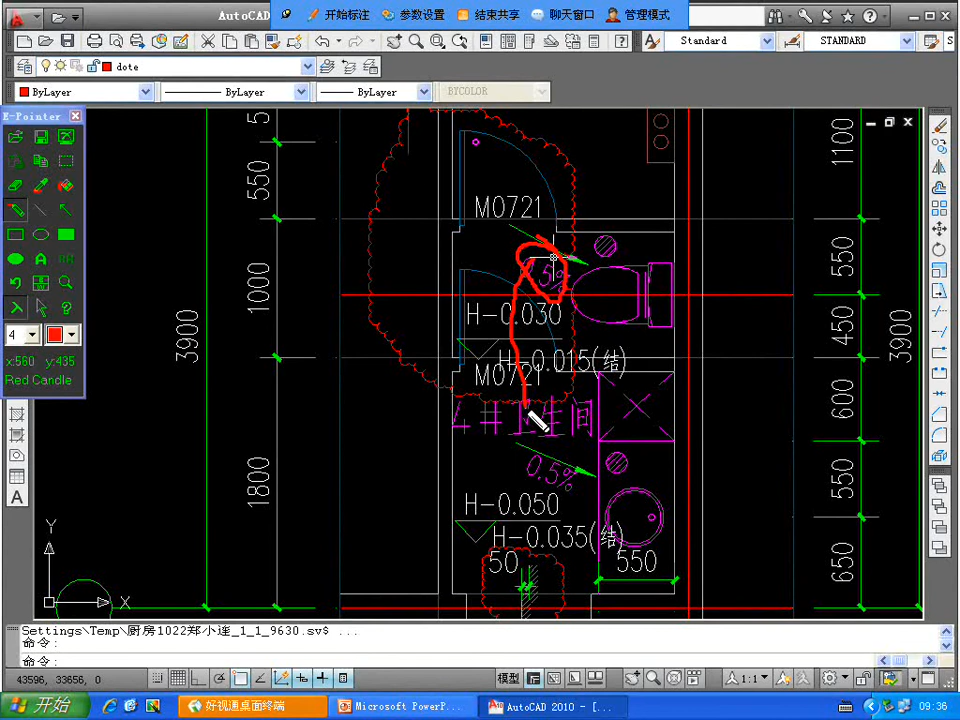 AutoCAD
开始标注
参数设置
结束共享
聊天窗口
管理模式
Standard
STANDARD
dote
ByLayer
ByLayer
ByLayer
BYCOLOR
E-Pointer
4
x:560 y:435
Red Candle
550
1000
1800
3900
1100
550
450
600
550
650
3900
M0721
5%
H-0.030
H-0.015(结)
M0721
4#卫生间
0.5%
H-0.050
H-0.035(结)
50
550
Y
X
Settings\Temp\厨房1022郑小逢_1_1_9630.sv$ ...
命令:
命令:
43596, 33656, 0
模型
1:1
开始
好视通桌面终端
Microsoft PowerP...
AutoCAD 2010 - [...
09:36